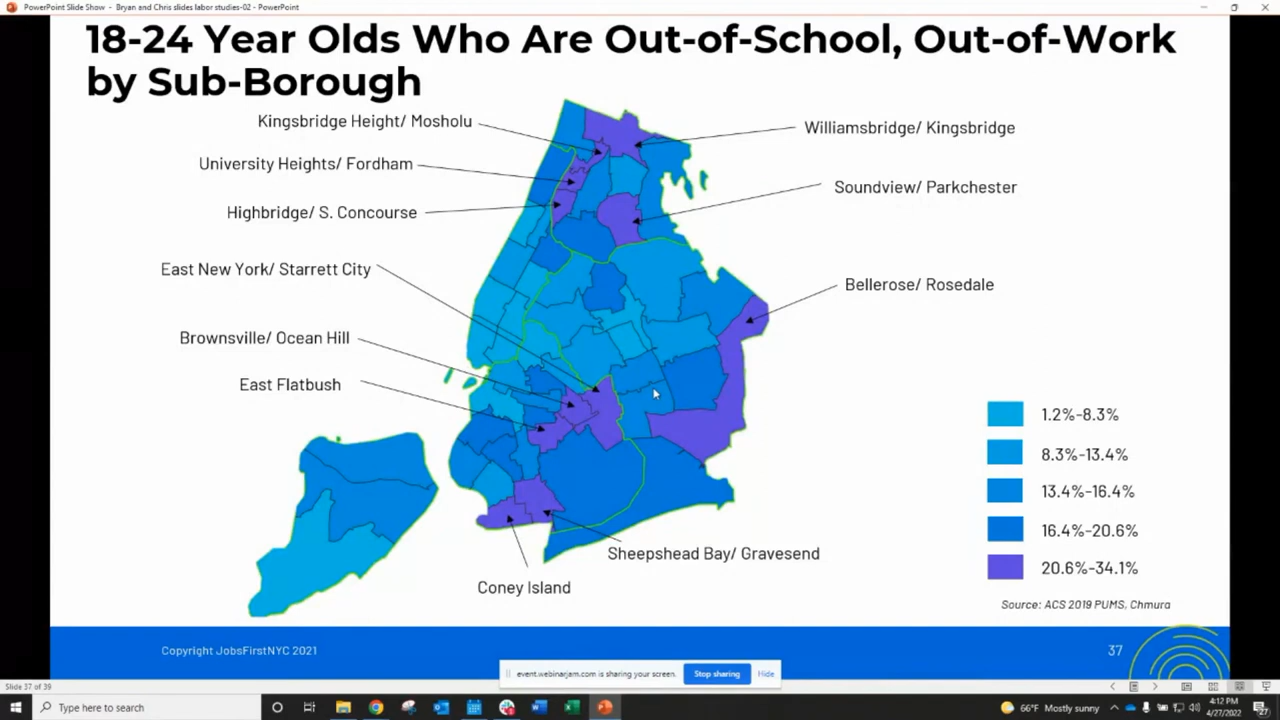 PowerPoint Slide Show - Bryan and Chris slides labor studies-02 - PowerPoint
18-24 Year Olds Who Are Out-of-School, Out-of-Work
by Sub-Borough
Kingsbridge Height/ Mosholu
Williamsbridge/ Kingsbridge
University Heights/ Fordham
Soundview/ Parkchester
Highbridge/ S. Concourse
East New York/ Starrett City
Bellerose/ Rosedale
Brownsville/ Ocean Hill
East Flatbush
1.2%-8.3%
8.3%-13.4%
13.4%-16.4%
16.4%-20.6%
20.6%-34.1%
Sheepshead Bay/ Gravesend
Coney Island
Source: ACS 2019 PUMS, Chmura
Copyright JobsFirstNYC 2021
37
event.webinarjam.com is sharing your screen.
Stop sharing
Hide
Slide 37 of 39
Type here to search
66°F Mostly sunny
4:12 PM
4/27/2022
27